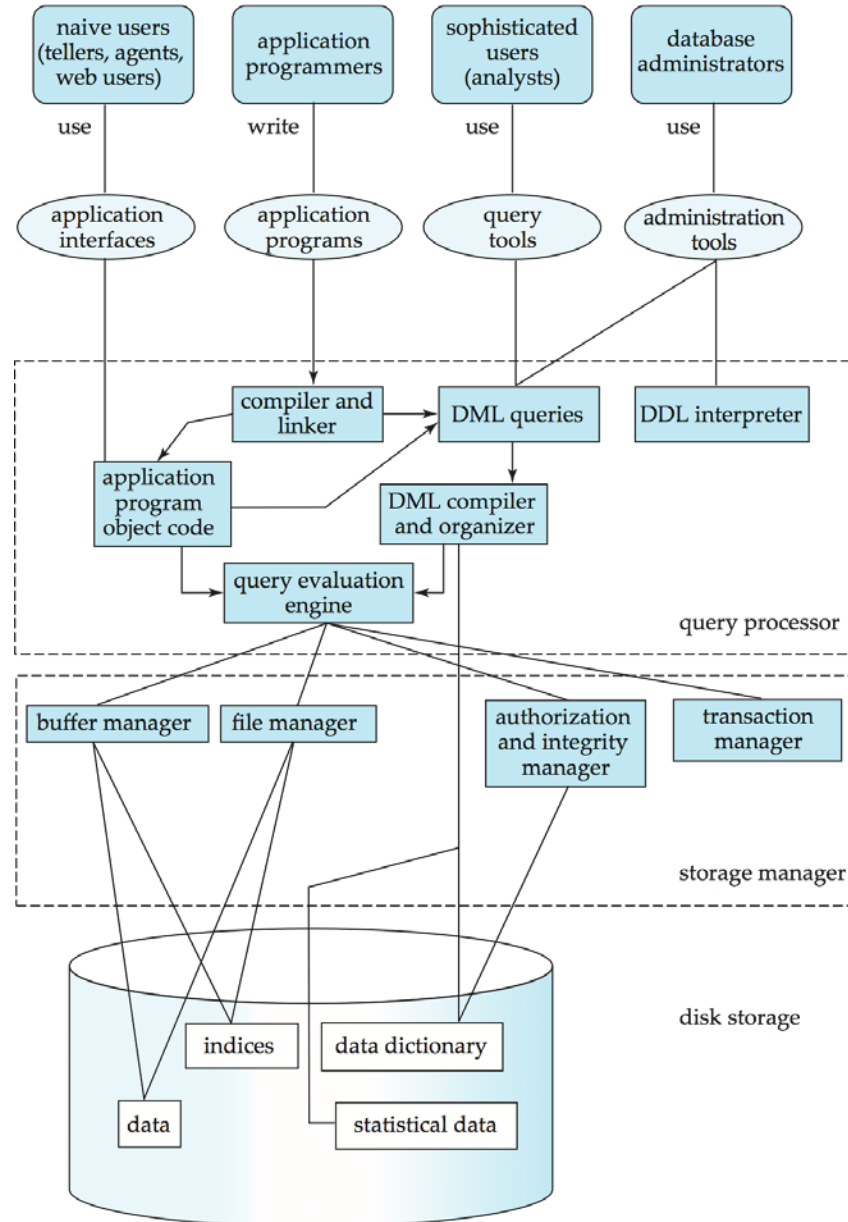 naive users
(tellers, agents,
web users)
application
programmers
sophisticated
users
(analysts)
database
administrators
use
write
use
use
application
interfaces
application
programs
query
tools
administration
tools
compiler and
linker
DML queries
DDL interpreter
application
program
object code
DML compiler
and organizer
query evaluation
engine
query processor
buffer manager
file manager
authorization
and integrity
manager
transaction
manager
storage manager
disk storage
indices
data dictionary
data
statistical data